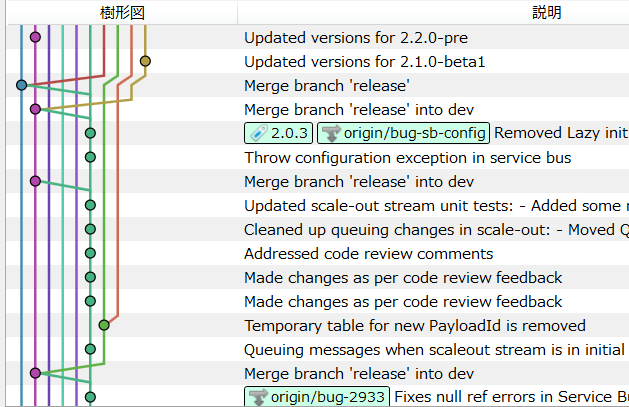 樹形図 説明
Updated versions for 2.2.0-pre
Updated versions for 2.1.0-beta1
Merge branch 'release'
Merge branch 'release' into dev
2.0.3 origin/bug-sb-config Removed Lazy init
Throw configuration exception in service bus
Merge branch 'release' into dev
Updated scale-out stream unit tests: - Added some
Cleaned up queuing changes in scale-out: - Moved
Addressed code review comments
Made changes as per code review feedback
Made changes as per code review feedback
Temporary table for new PayloadId is removed
Queuing messages when scaleout stream is in initial
Merge branch 'release' into dev
origin/bug-2933 Fixes null ref errors in Service